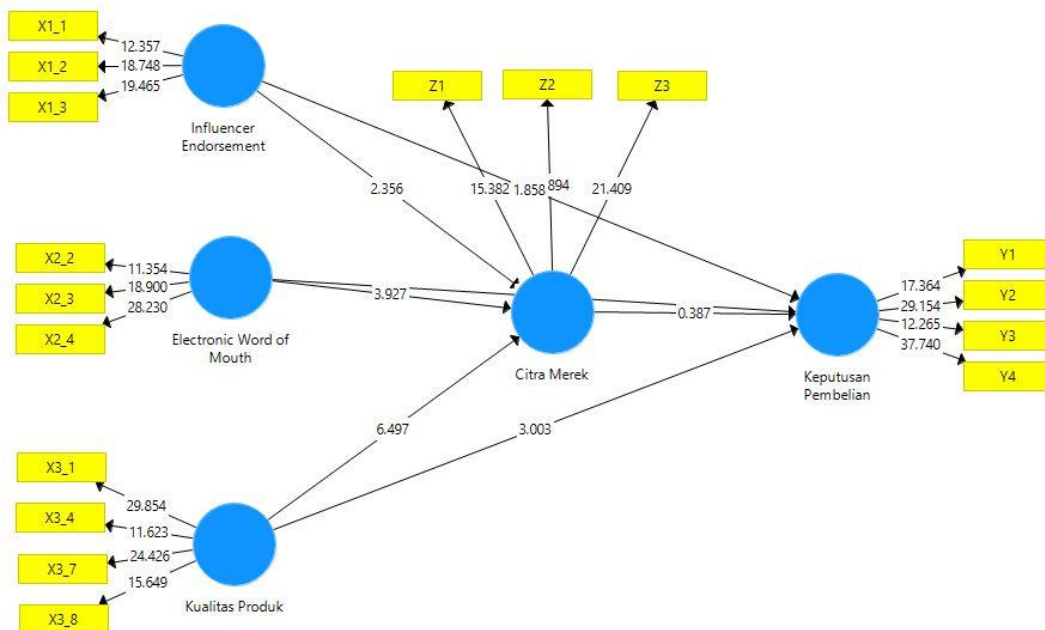 X1_1
12.357
X1_2
18.748
X1_3
19.465
Influencer
Endorsement
Z1
Z2
Z3
2.356
15.382
1.858
894
21.409
X2_2
11.354
X2_3
18.900
X2_4
28.230
Electronic Word of
Mouth
3.927
0.387
Citra Merek
Y1
17.364
Y2
29.154
Y3
12.265
Y4
37.740
Keputusan
Pembelian
6.497
3.003
X3_1
29.854
X3_4
11.623
X3_7
24.426
X3_8
15.649
Kualitas Produk